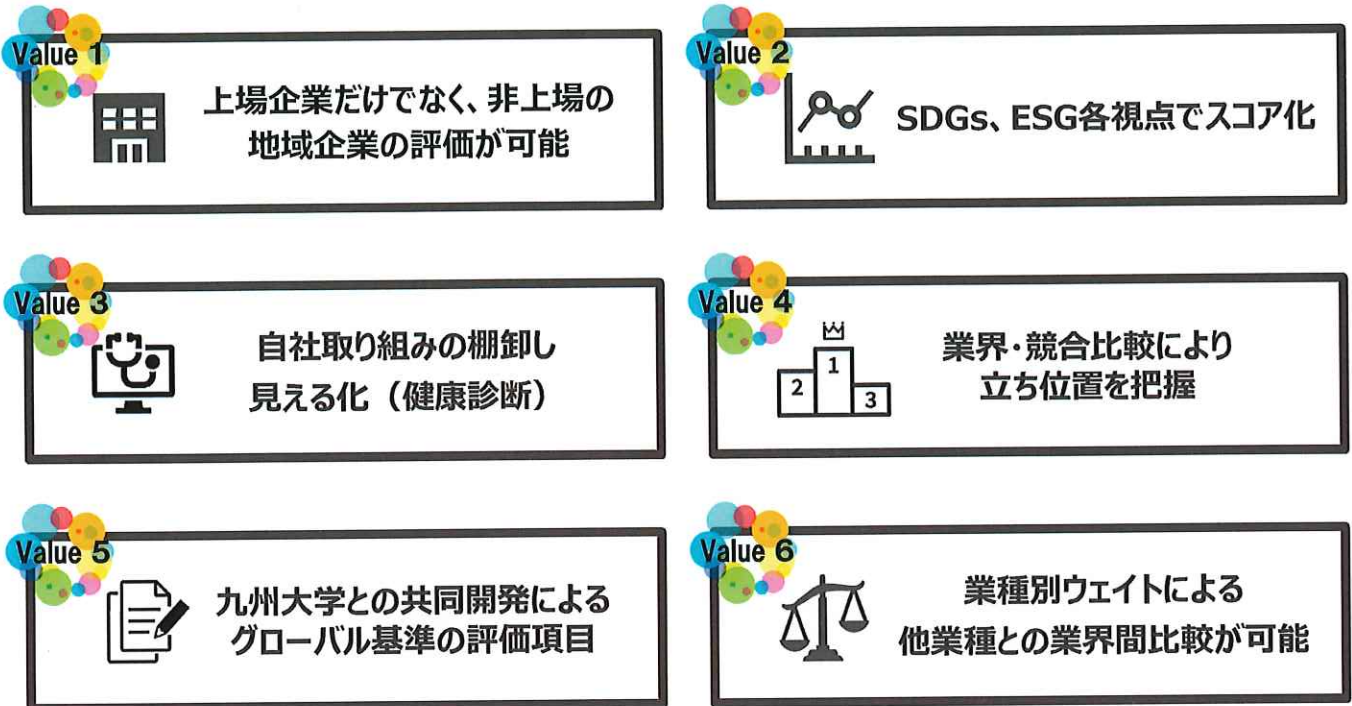 Value 1
上場企業だけでなく、非上場の
地域企業の評価が可能
Value 2
SDGs、ESG各視点でスコア化
Value 3
自社取り組みの棚卸し
見える化（健康診断）
Value 4
1
2
3
業界・競合比較により
立ち位置を把握
Value 5
九州大学との共同開発による
グローバル基準の評価項目
Value 6
業種別ウェイトによる
他業種との業界間比較が可能